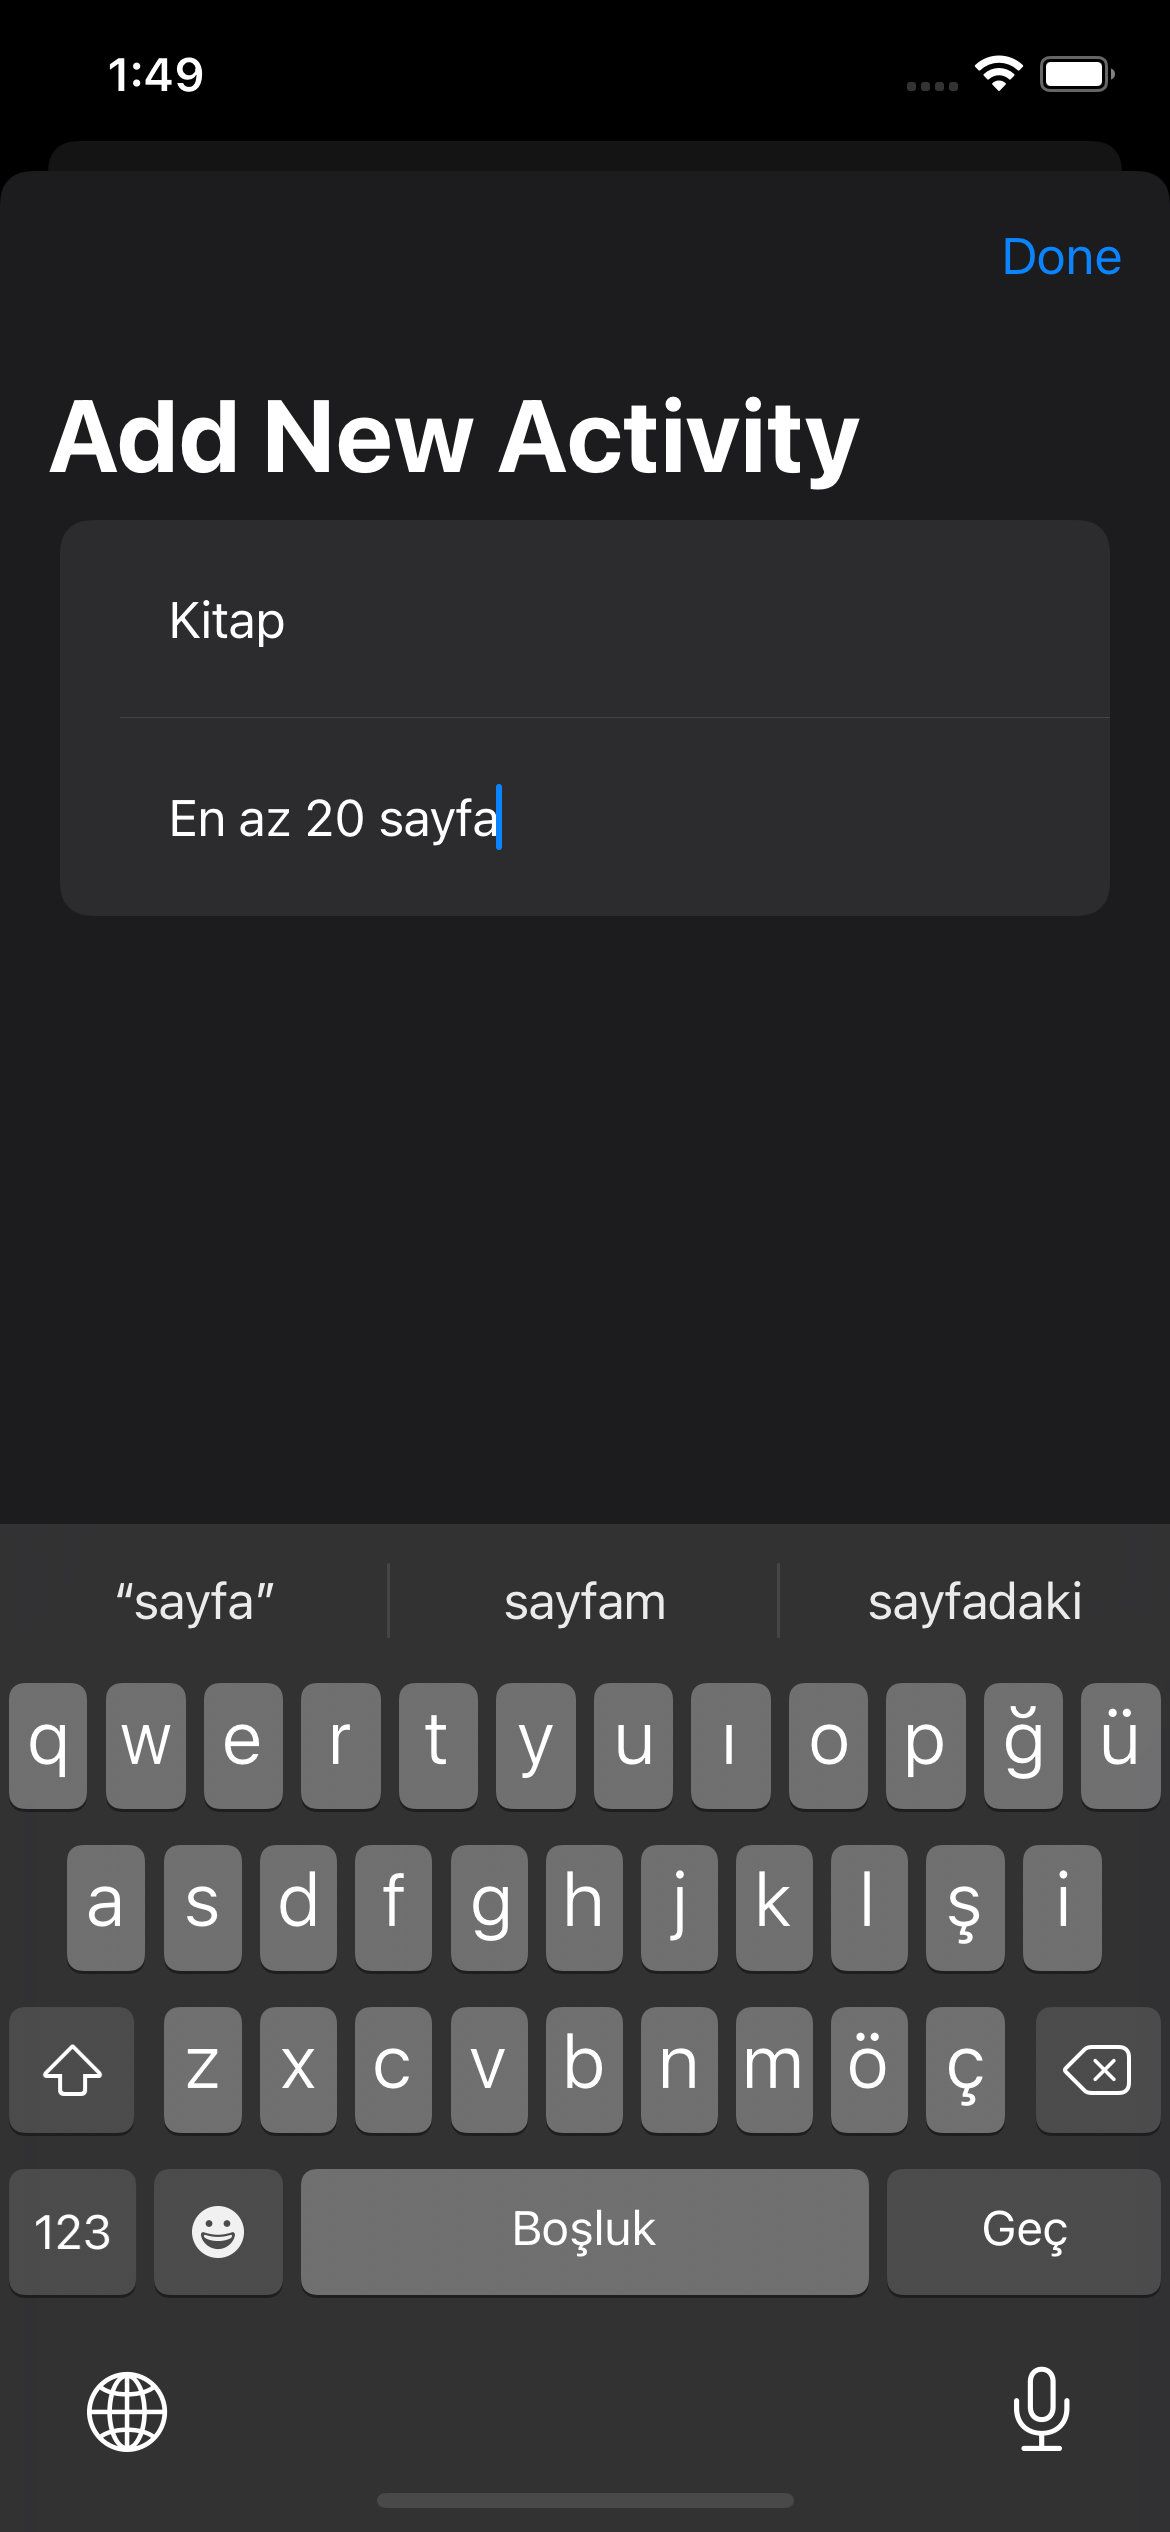 1:49
Done
Add New Activity
Kitap
En az 20 sayfa
“sayfa” sayfam sayfadaki
q w e r t y u ı o p ğ ü
a s d f g h j k l ş i
z x c v b n m ö ç
123 Boşluk Geç